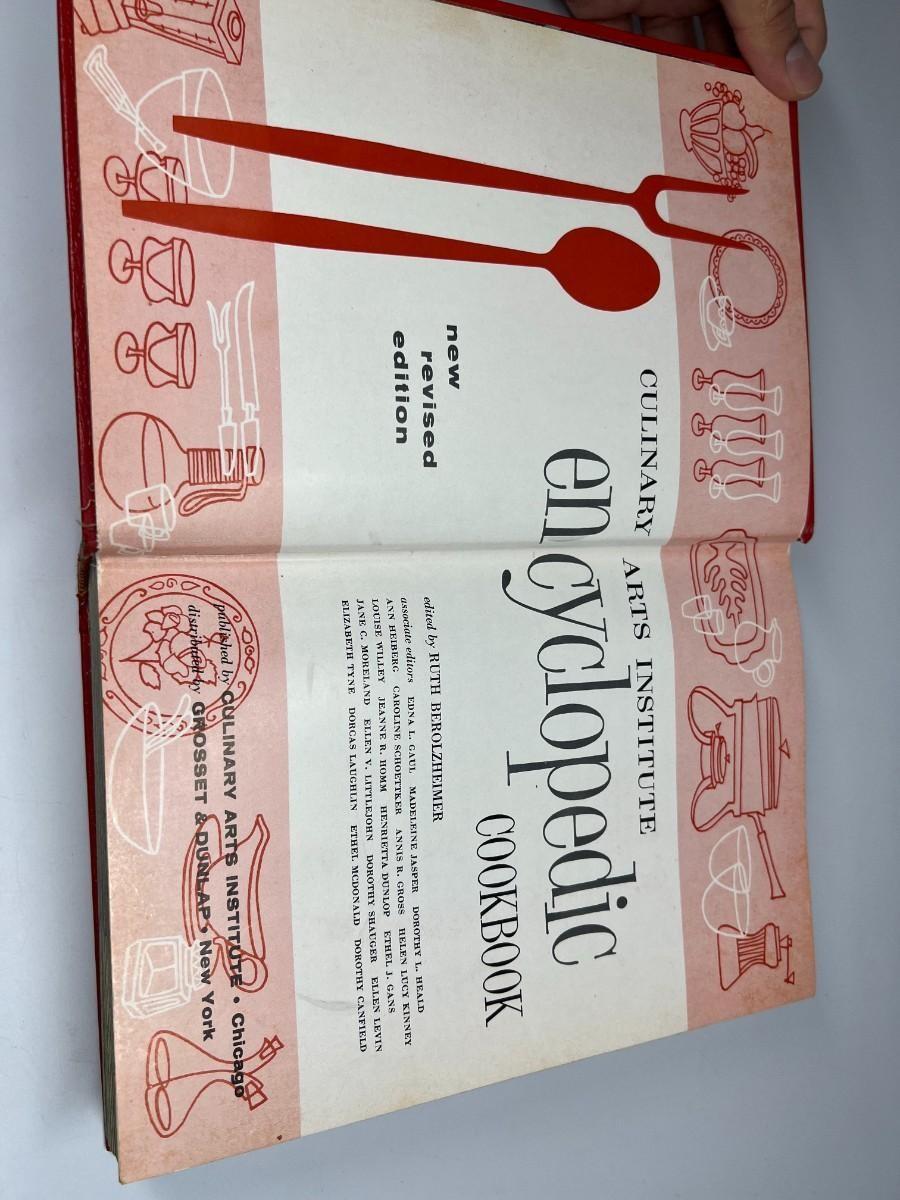 CULINARY ARTS INSTITUTE
encyclopedic
COOKBOOK
new
revised
edition
edited by RUTH BEROLZHEIMER
associate editors EDNA L. GAUL MADELEINE JASPER DOROTHY L. HEALD
ANN HEIBERG CAROLINE SCHOETTKER ANNIS R. GROSS HELEN LUCY KINNEY
LOUISE WILLEY JEANNE R. HOMM HENRIETTA DUNLOP ETHEL J. GANS
JANE C. MORELAND ELLEN V. LITTLEJOHN DOROTHY SHAUGER ELLEN LEVIN
ELIZABETH TYNE DORCAS LAUGHLIN ETHEL MCDONALD DOROTHY CANFIELD
published by CULINARY ARTS INSTITUTE • Chicago
distributed by GROSSET & DUNLAP • New York